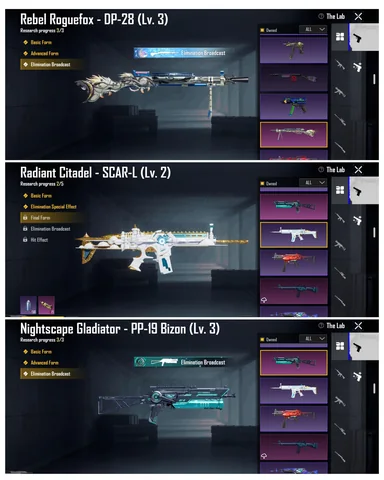 Rebel Roguefox - DP-28 (Lv. 3)
The Lab
Research progress 3/3
Basic Form
Advanced Form
Elimination Broadcast
Elimination Broadcast
Owned
ALL
Radiant Citadel - SCAR-L (Lv. 2)
The Lab
Research progress 2/5
Basic Form
Elimination Special Effect
Final Form
Elimination Broadcast
Hit Effect
Owned
ALL
Nightscape Gladiator - PP-19 Bizon (Lv. 3)
The Lab
Research progress 3/3
Basic Form
Advanced Form
Elimination Broadcast
Elimination Broadcast
Owned
ALL